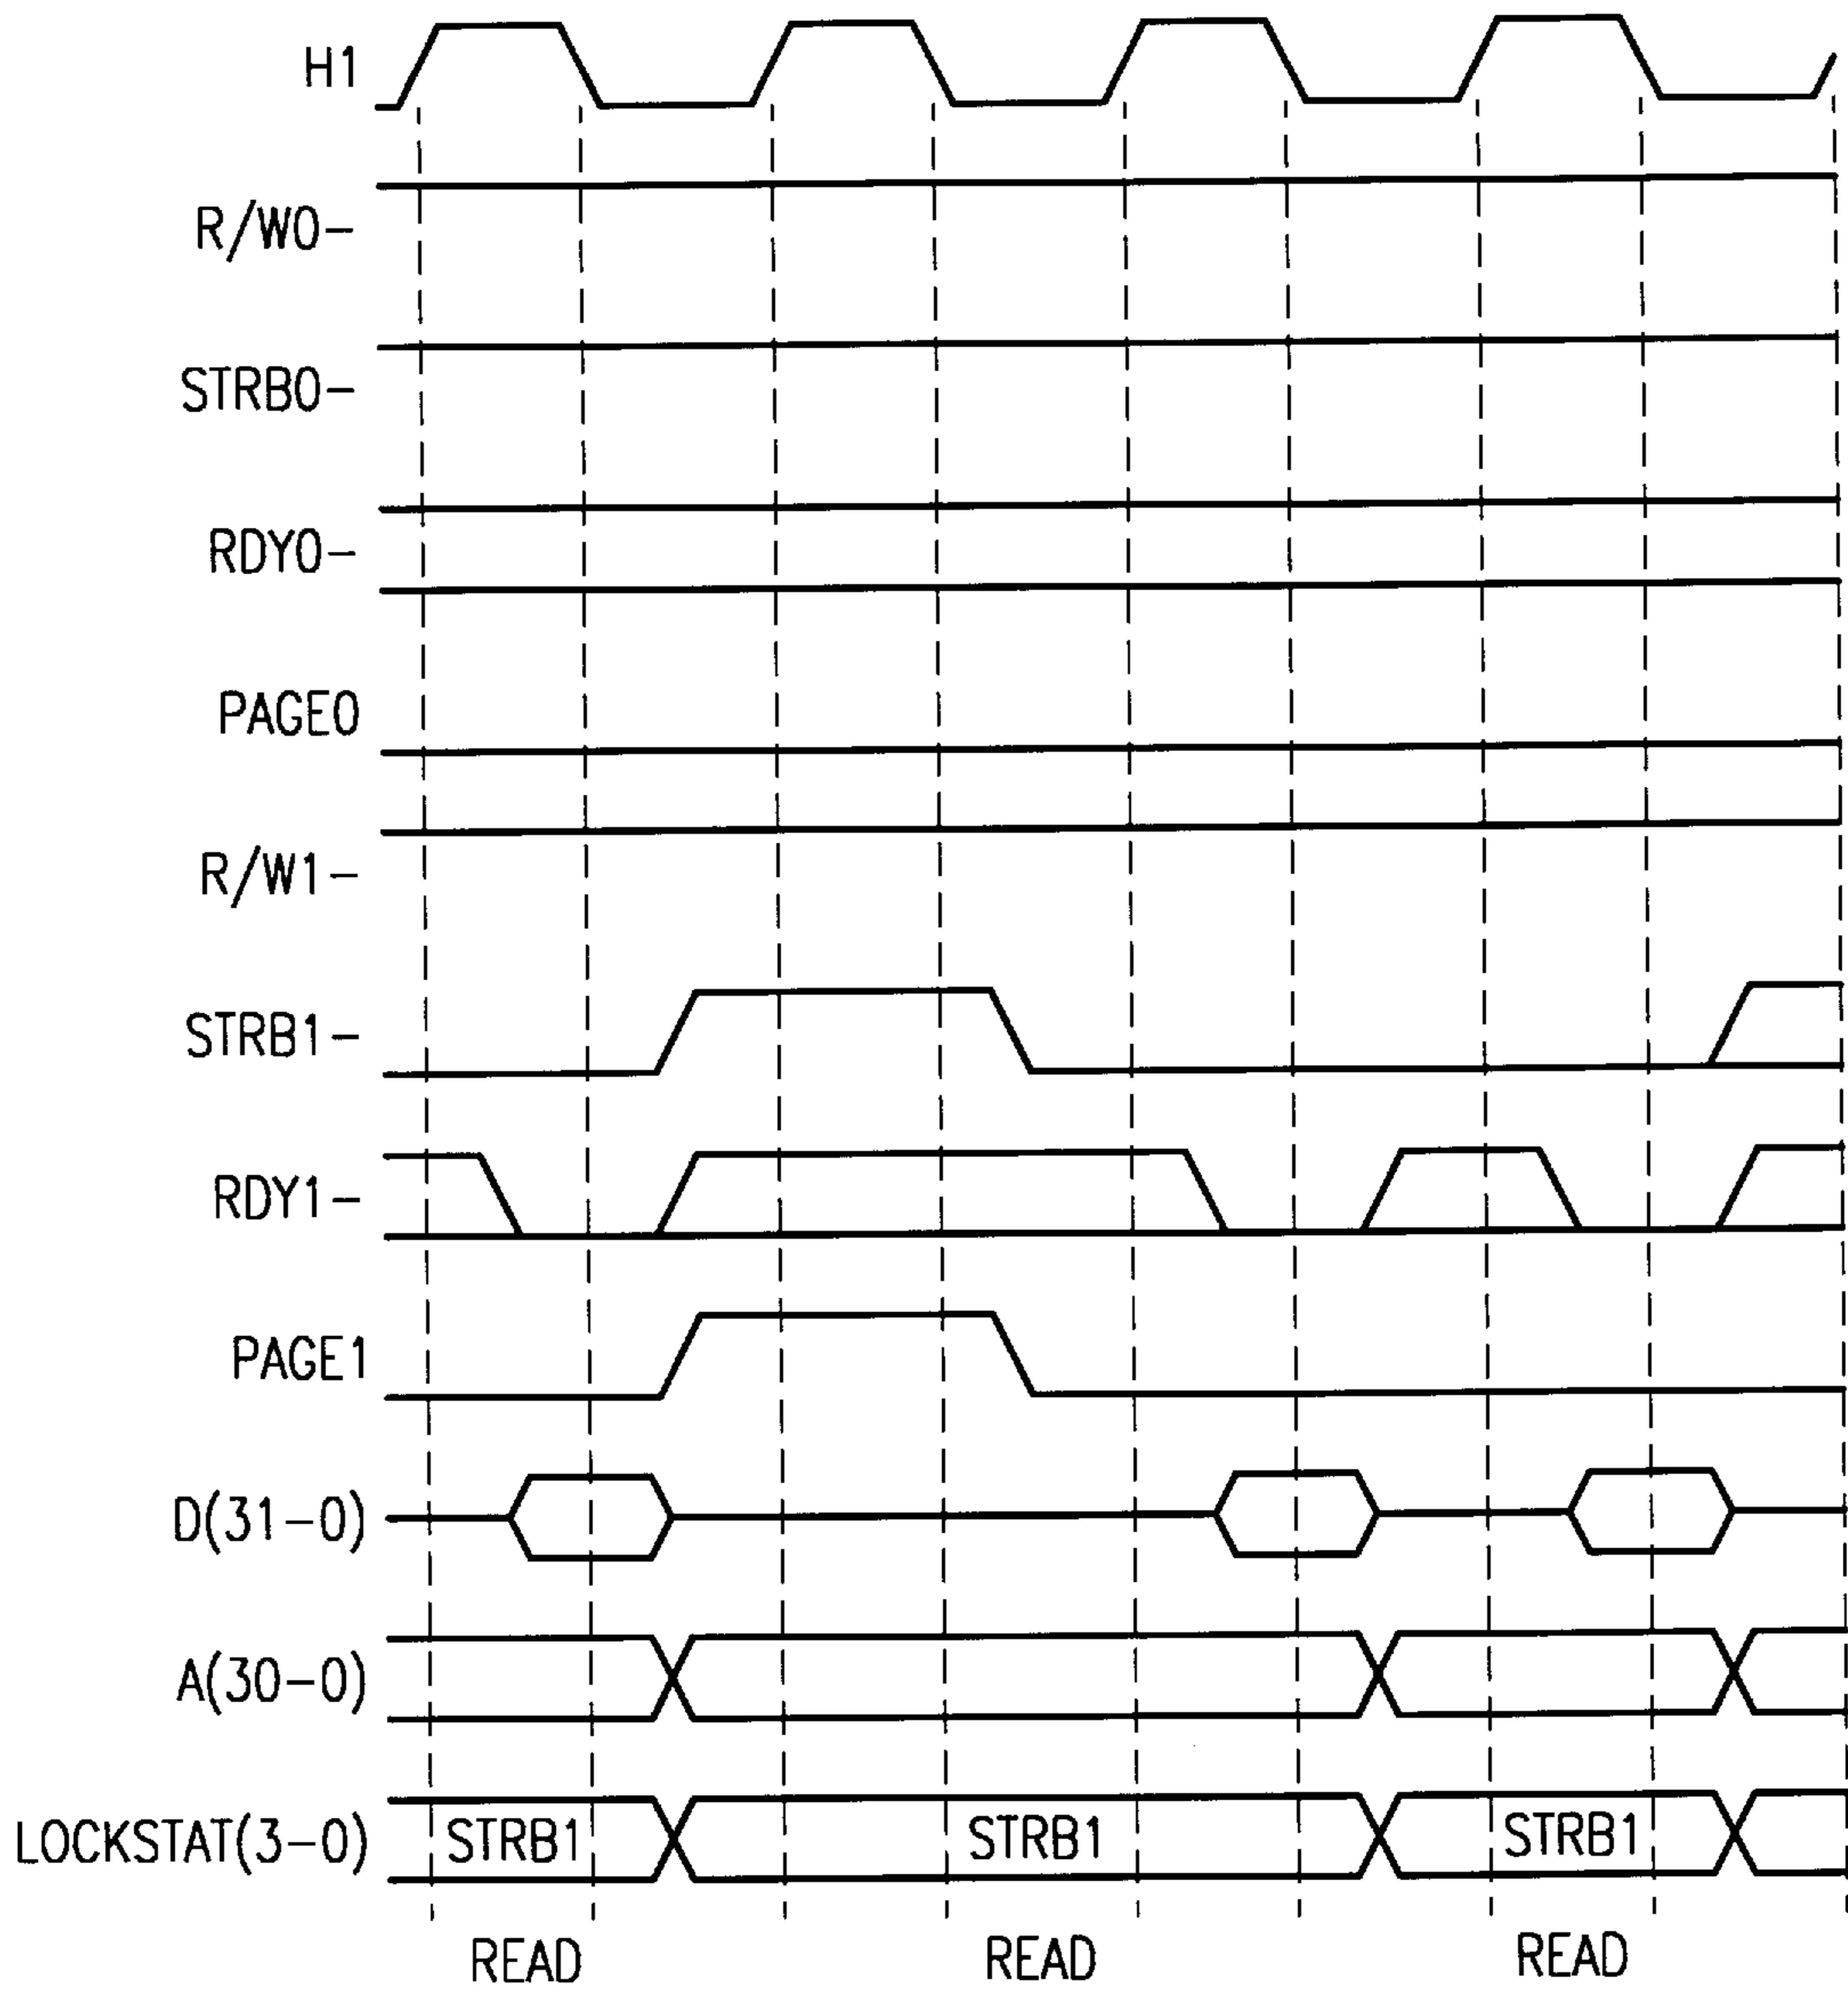 H1
R/W0-
STRB0-
RDY0-
PAGE0
R/W1-
STRB1-
RDY1-
PAGE1
D(31-0)
A(30-0)
LOCKSTAT(3-0) STRB1 STRB1 STRB1
READ READ READ